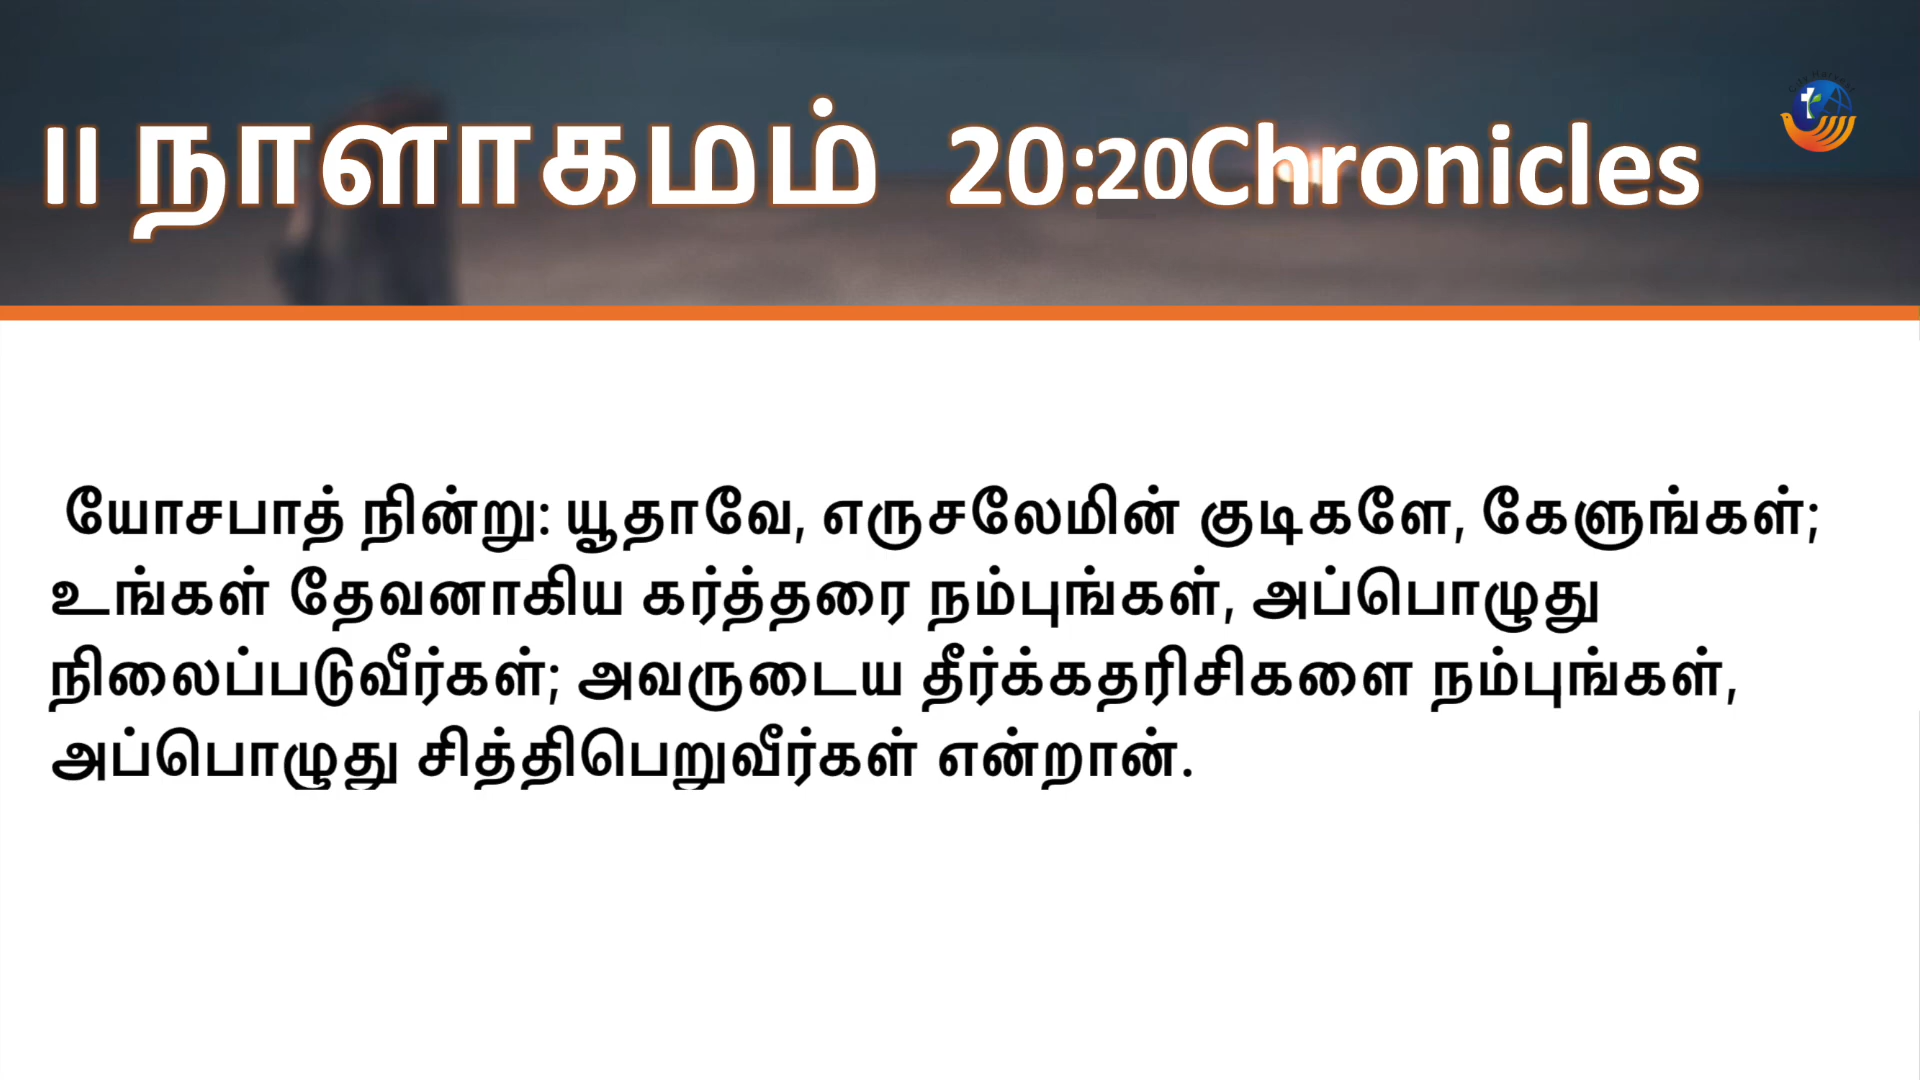 II நாளாகமம் 20:20Chronicles
யோசபாத் நின்று: யூதாவே, எருசலேமின் குடிகளே, கேளுங்கள்;
உங்கள் தேவனாகிய கர்த்தரை நம்புங்கள், அப்பொழுது
நிலைப்படுவீர்கள்; அவருடைய தீர்க்கதரிசிகளை நம்புங்கள்,
அப்பொழுது சித்திபெறுவீர்கள் என்றான்.